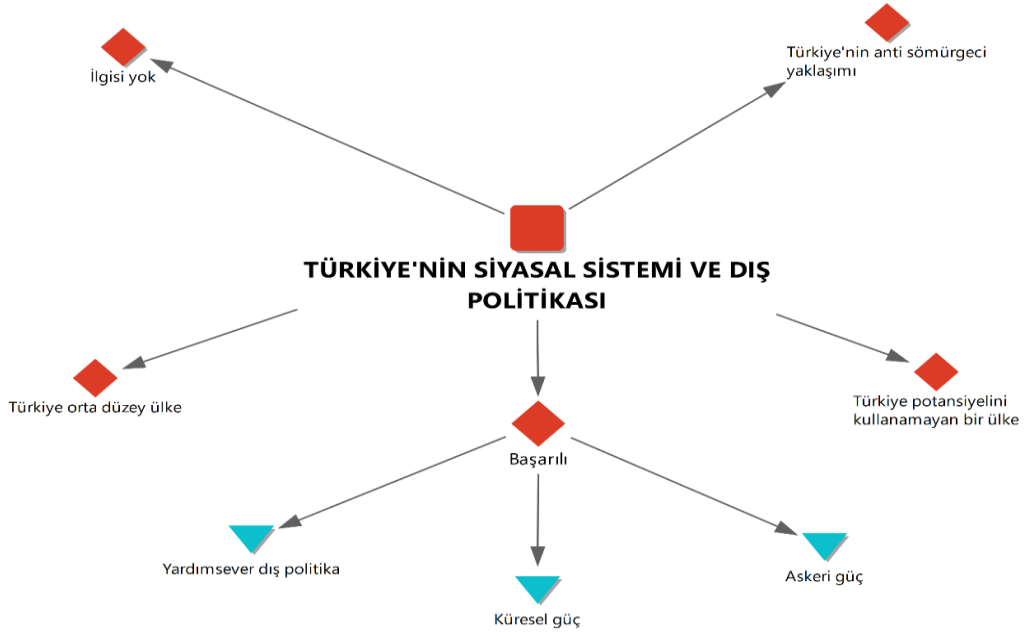 İlgisi yok
Türkiye'nin anti sömürgeci
yaklaşımı
TÜRKİYE'NİN SİYASAL SİSTEMİ VE DIŞ
POLİTİKASI
Türkiye orta düzey ülke
Türkiye potansiyelini
kullanamayan bir ülke
Başarılı
Yardımsever dış politika
Küresel güç
Askeri güç